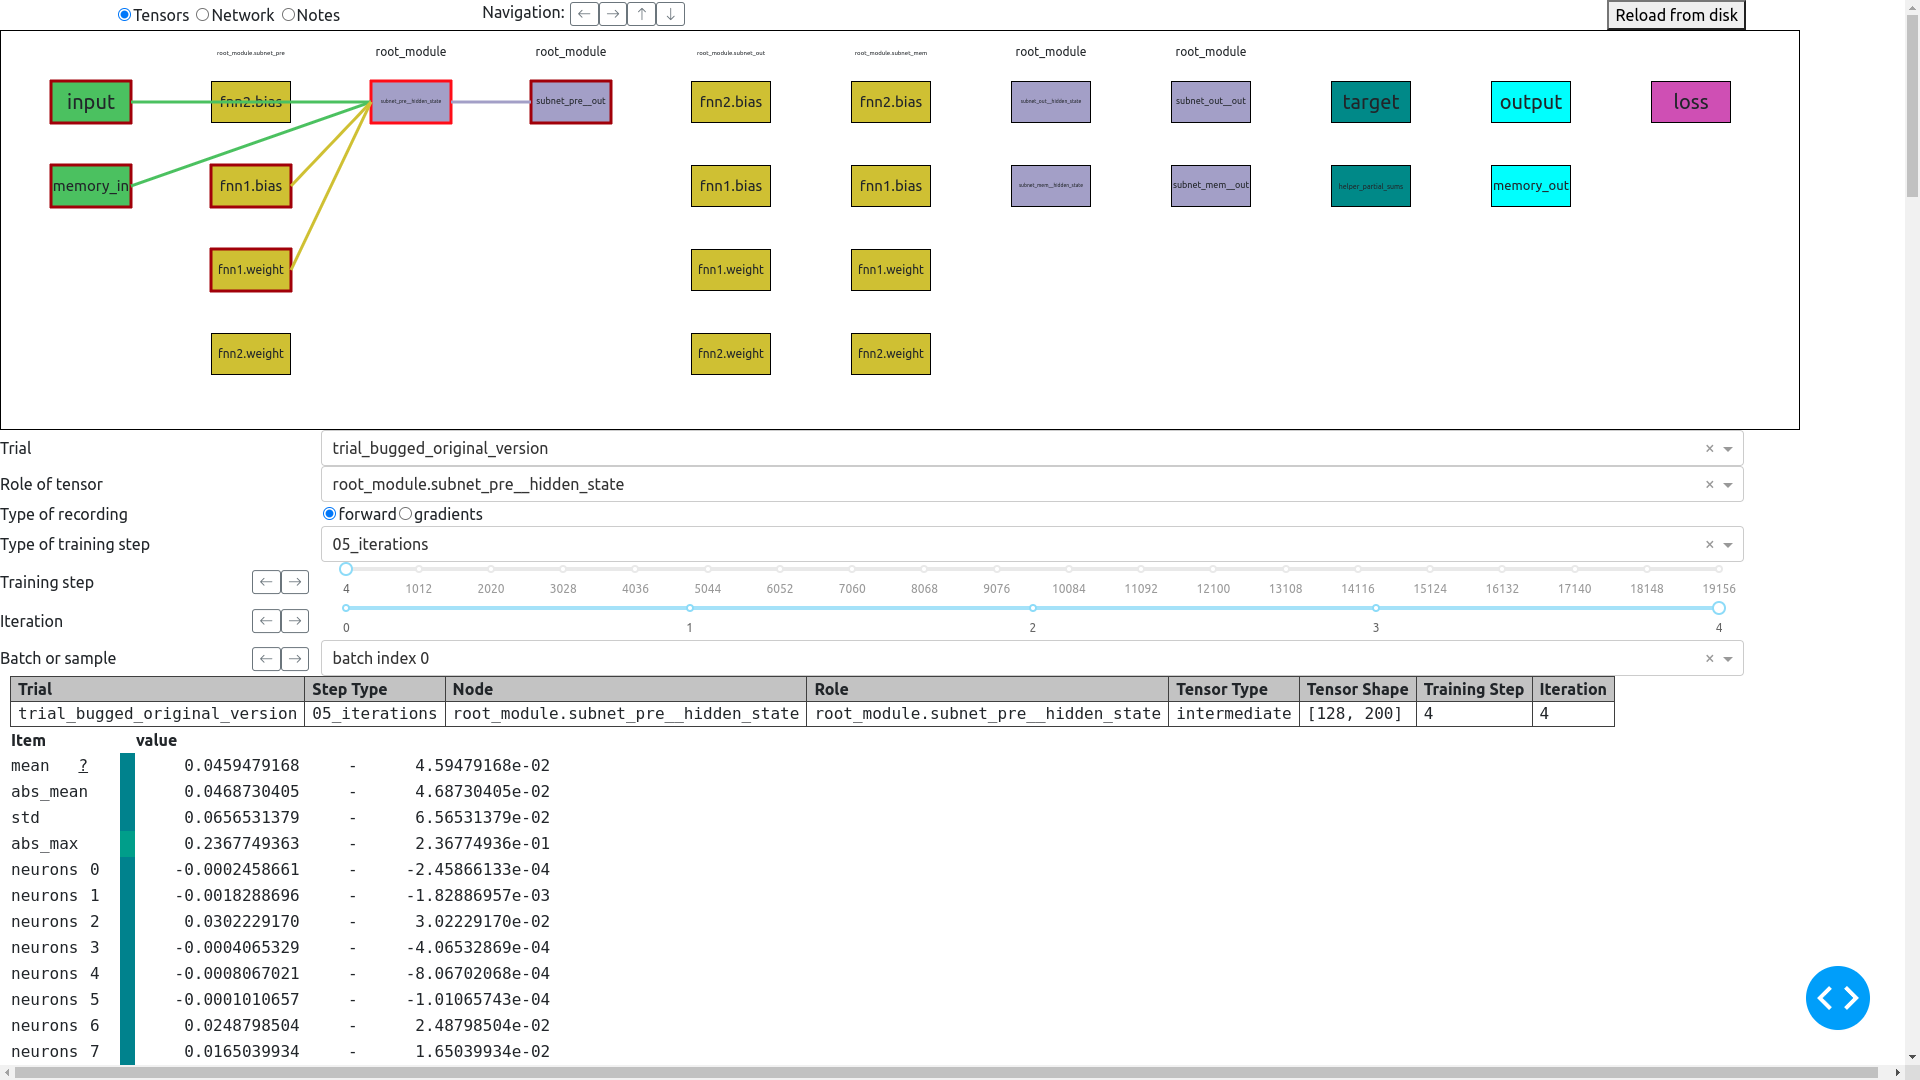 Tensors Network Notes Navigation: ← → ↑ ↓ Reload from disk
root_module.subnet_pre root_module root_module root_module.subnet_out root_module.subnet_mem root_module root_module
input fnn2.bias subnet_pre__hidden_state subnet_pre__out fnn2.bias fnn2.bias subnet_out__hidden_state subnet_out__out target output loss
memory_in fnn1.bias fnn1.bias fnn1.bias subnet_mem__hidden_state subnet_mem__out helper_partial_sums memory_out
fnn1.weight fnn1.weight fnn1.weight
fnn2.weight fnn2.weight fnn2.weight
Trial trial_bugged_original_version × 
Role of tensor root_module.subnet_pre__hidden_state ×
Type of recording forward gradients
Type of training step 05_iterations ×
Training step ← → 4 1012 2020 3028 4036 5044 6052 7060 8068 9076 10084 11092 12100 13108 14116 15124 16132 17140 18148 19156
Iteration ← → 0 1 2 3 4
Batch or sample ← → batch index 0 ×
Trial Step Type Node Role Tensor Type Tensor Shape Training Step Iteration
trial_bugged_original_version 05_iterations root_module.subnet_pre__hidden_state root_module.subnet_pre__hidden_state intermediate [128, 200] 4 4
Item value
mean ? 0.0459479168 - 4.59479168e-02
abs_mean 0.0468730405 - 4.68730405e-02
std 0.0656531379 - 6.56531379e-02
abs_max 0.2367749363 - 2.36774936e-01
neurons 0 -0.0002458661 - -2.45866133e-04
neurons 1 -0.0018288696 - -1.82886957e-03
neurons 2 0.0302229170 - 3.02229170e-02
neurons 3 -0.0004065329 - -4.06532869e-04
neurons 4 -0.0008067021 - -8.06702068e-04
neurons 5 -0.0001010657 - -1.01065743e-04
neurons 6 0.0248798504 - 2.48798504e-02
neurons 7 0.0165039934 - 1.65039934e-02